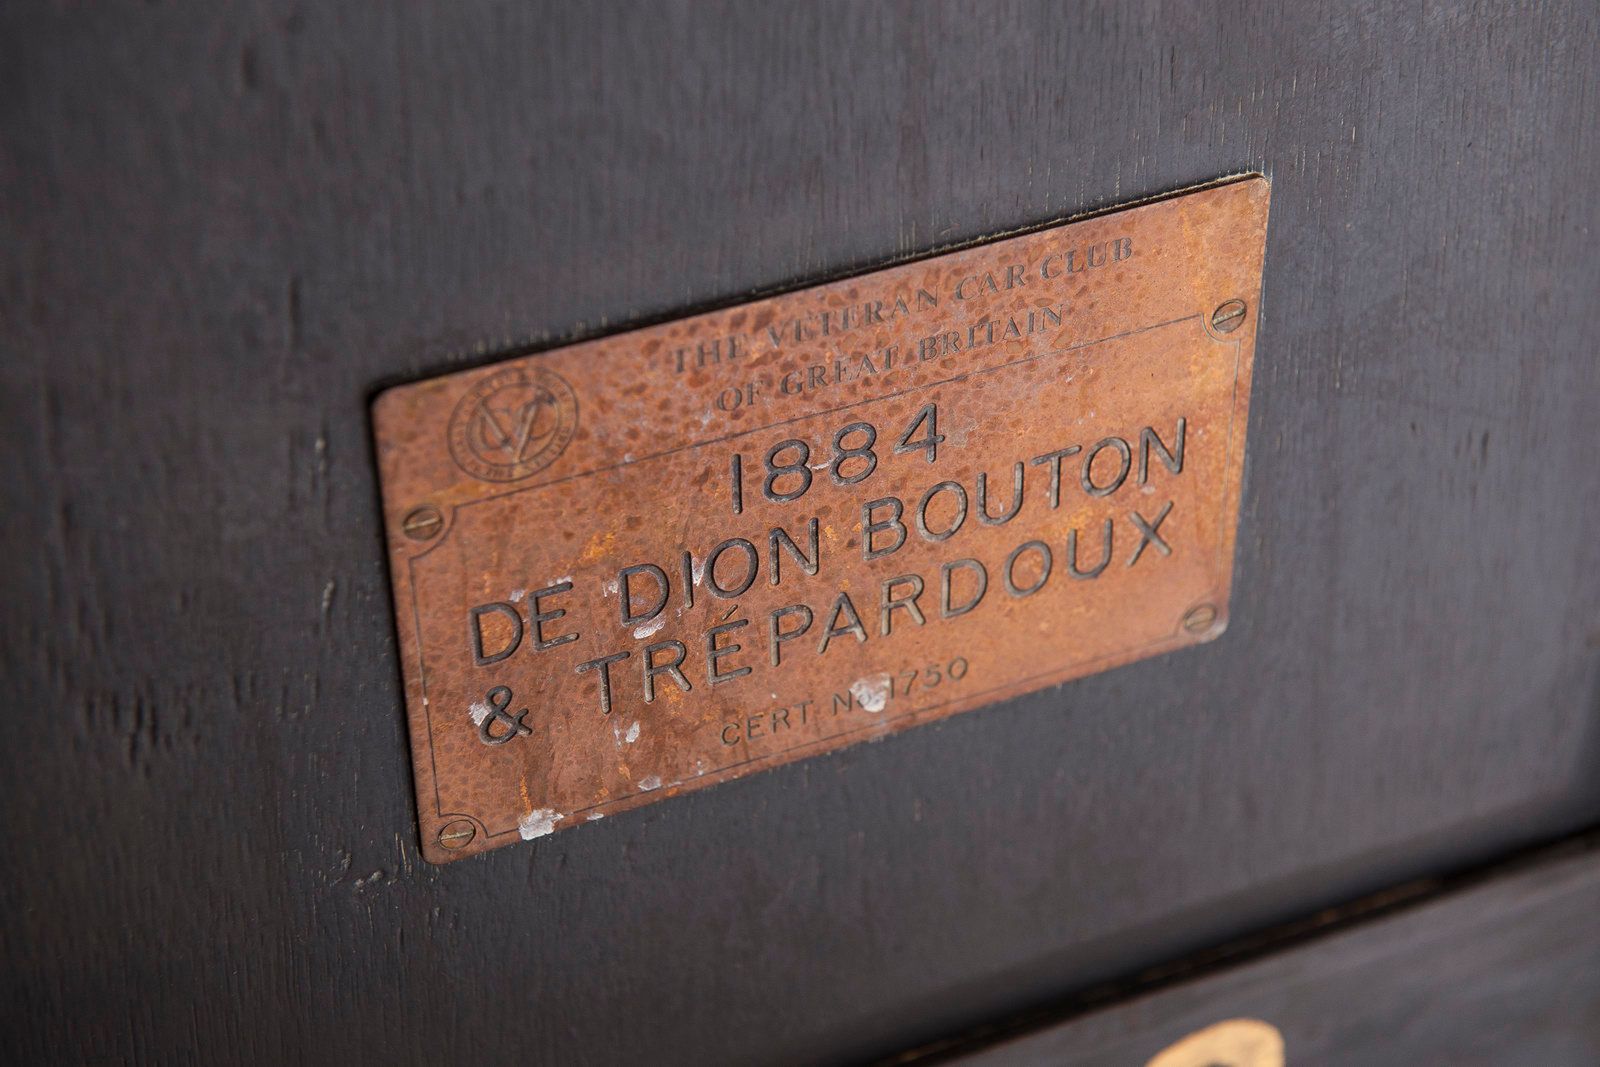 THE VETERAN CAR CLUB
OF GREAT BRITAIN
1884
DE DION BOUTON
& TRÉPARDOUX
CERT No 1750